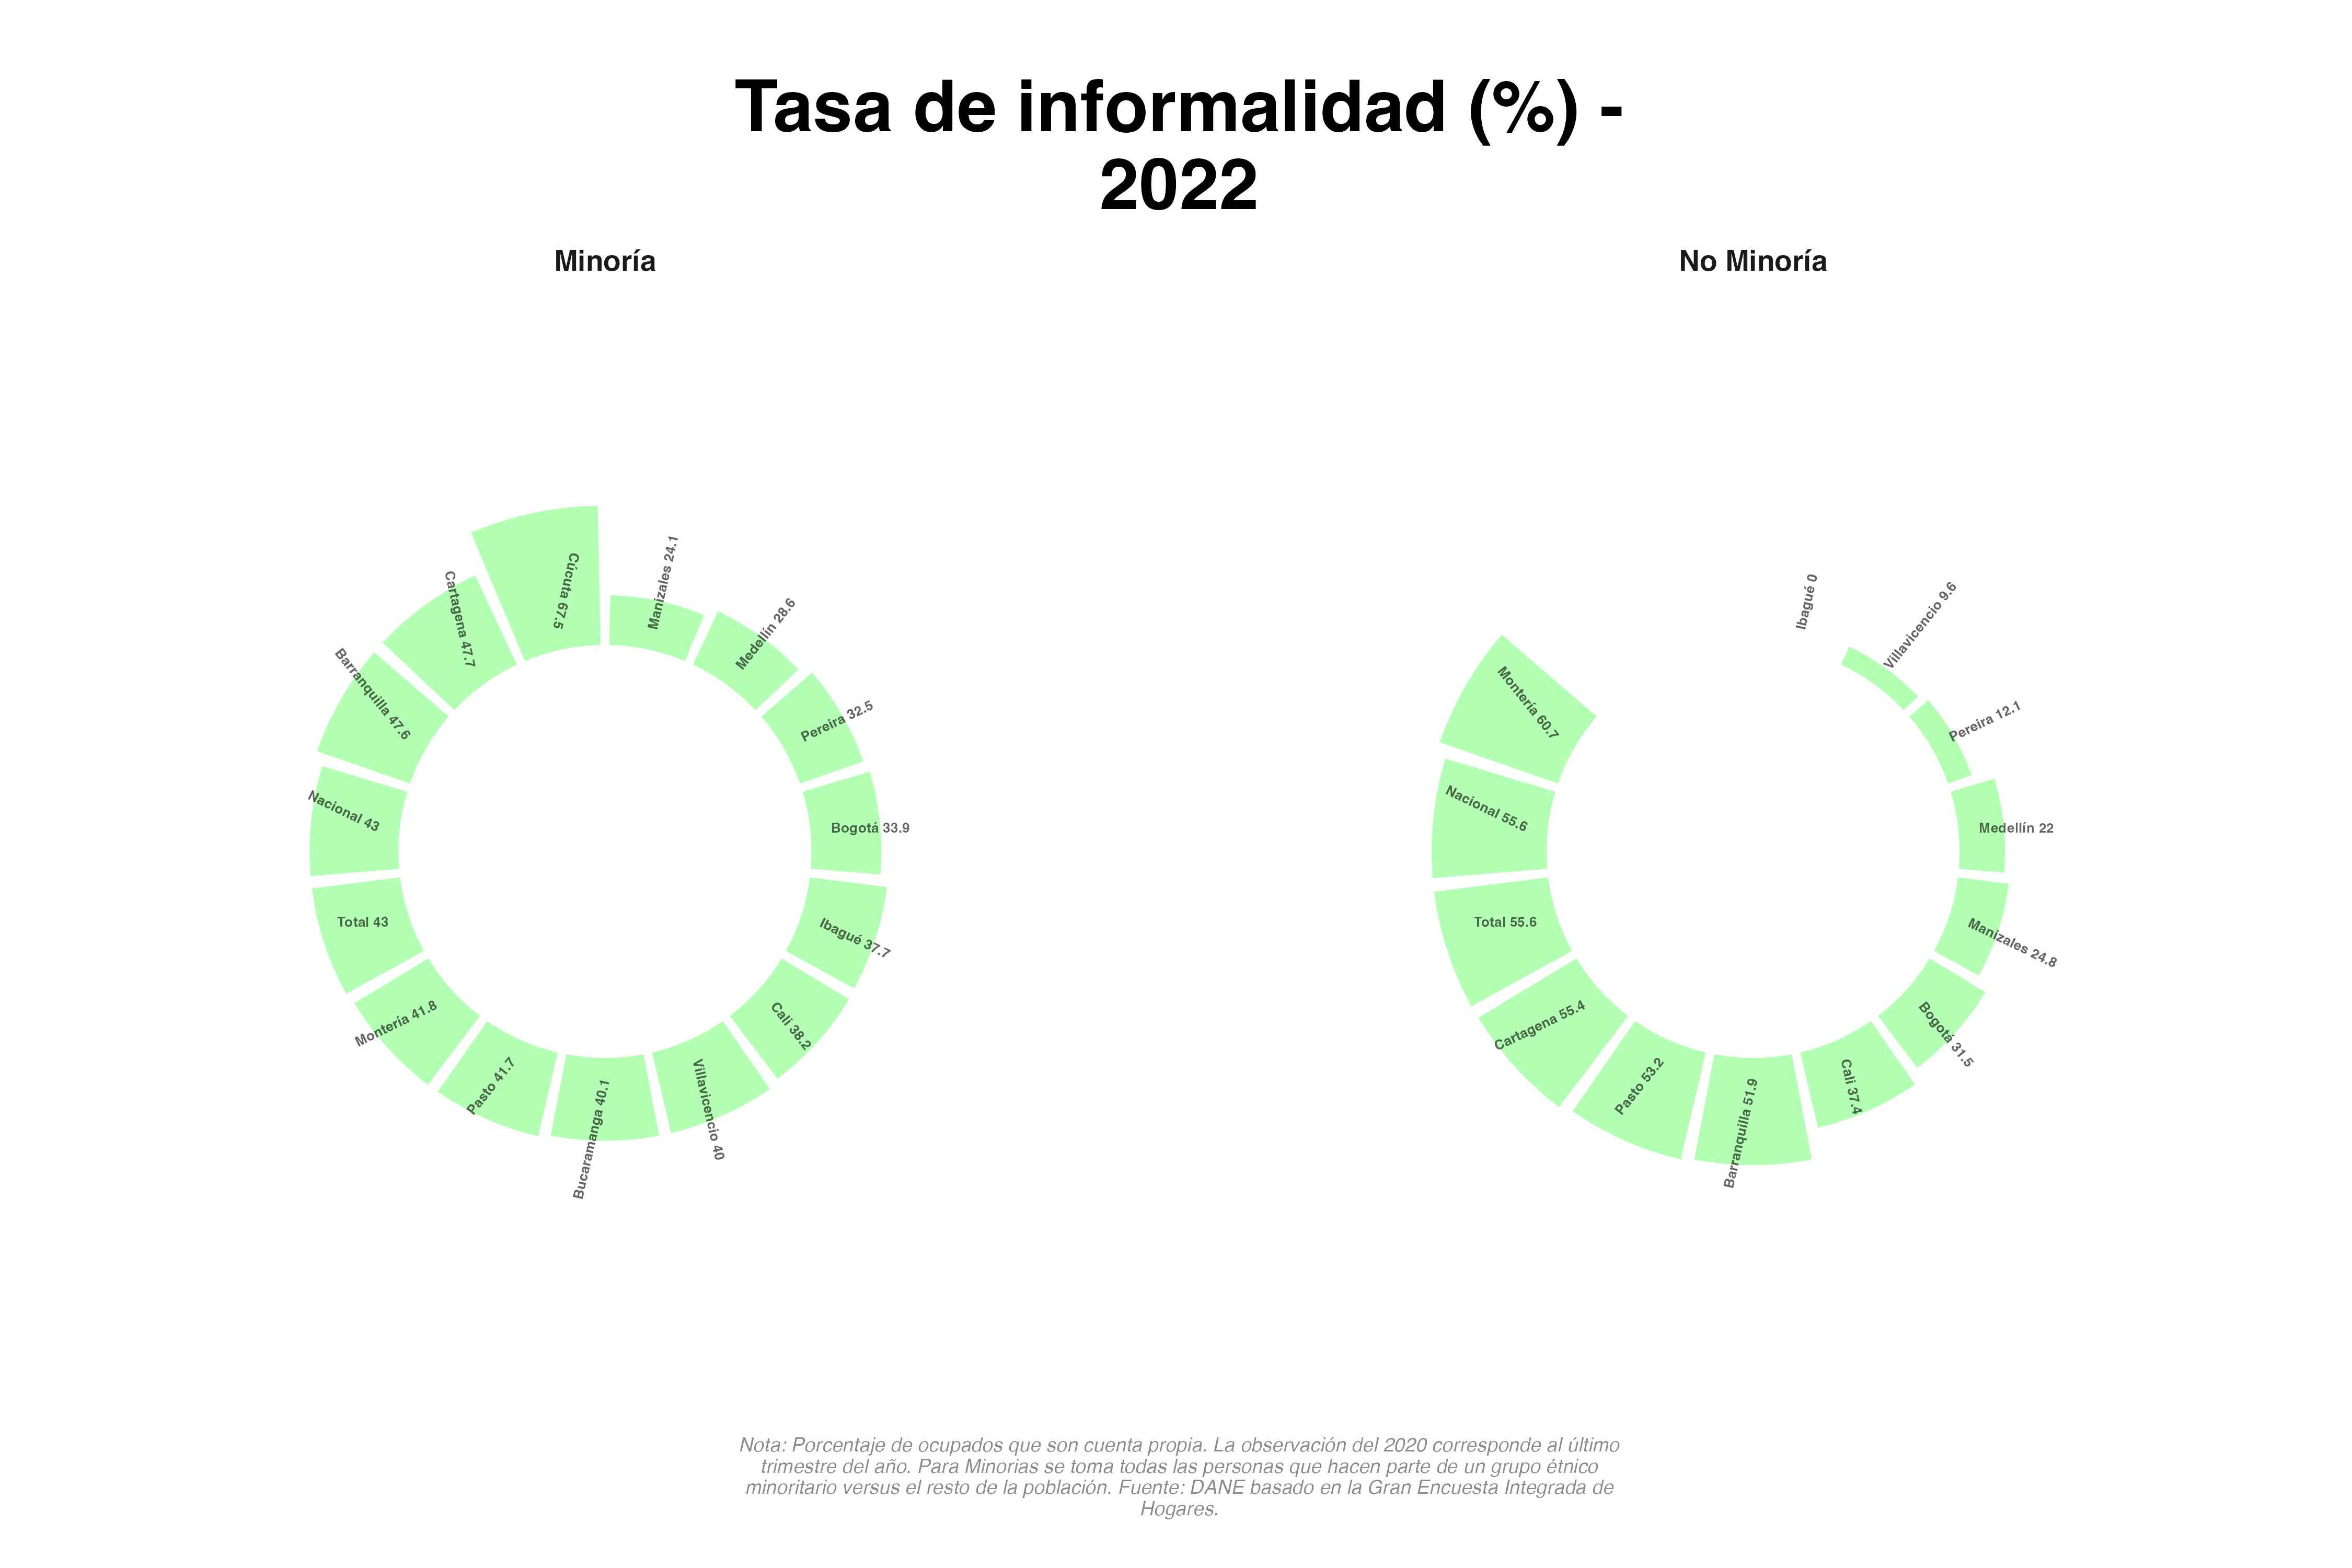 Tasa de informalidad (%) -
2022
Minoría
Manizales 24.1
Medellín 28.6
Pereira 32.5
Bogotá 33.9
Ibagué 37.7
Cali 38.2
Villavicencio 40
Bucaramanga 40.1
Pasto 41.7
Montería 41.8
Total 43
Nacional 43
Barranquilla 47.6
Cartagena 47.7
Cúcuta 67.5
No Minoría
Ibagué 0
Villavicencio 9.6
Pereira 12.1
Medellín 22
Manizales 24.8
Bogotá 31.5
Cali 37.4
Barranquilla 51.9
Pasto 53.2
Cartagena 55.4
Total 55.6
Nacional 55.6
Montería 60.7
Nota: Porcentaje de ocupados que son cuenta propia. La observación del 2020 corresponde al último
trimestre del año. Para Minorias se toma todas las personas que hacen parte de un grupo étnico
minoritario versus el resto de la población. Fuente: DANE basado en la Gran Encuesta Integrada de
Hogares.